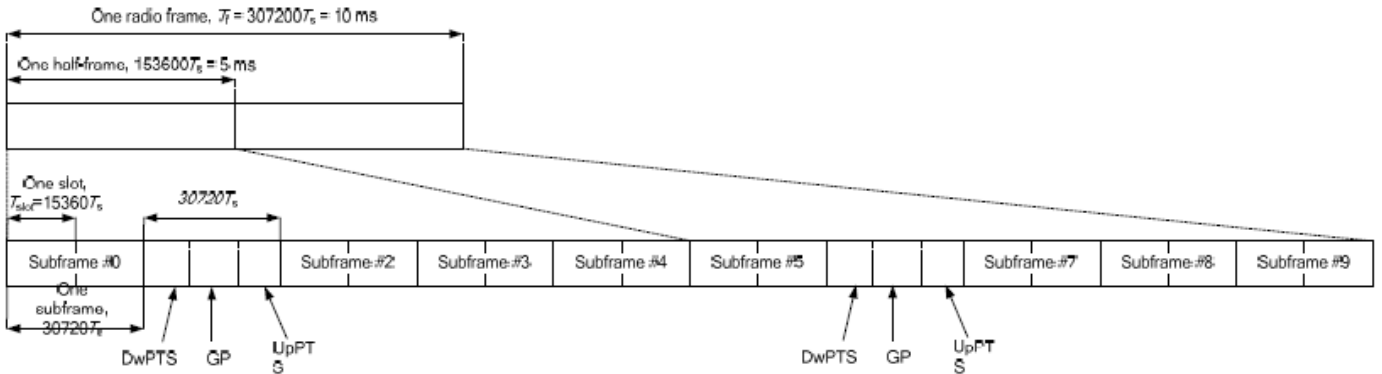 One radio frame, Tf = 307200Ts = 10 ms
One half-frame, 153600Ts = 5 ms
One slot,
Tslot=15360Ts
30720Ts
Subframe #0
Subframe #2
Subframe #3
Subframe #4
Subframe #5
Subframe #7
Subframe #8
Subframe #9
One
subframe,
30720Ts
DwPTS
GP
UpPT
S
DwPTS
GP
UpPT
S